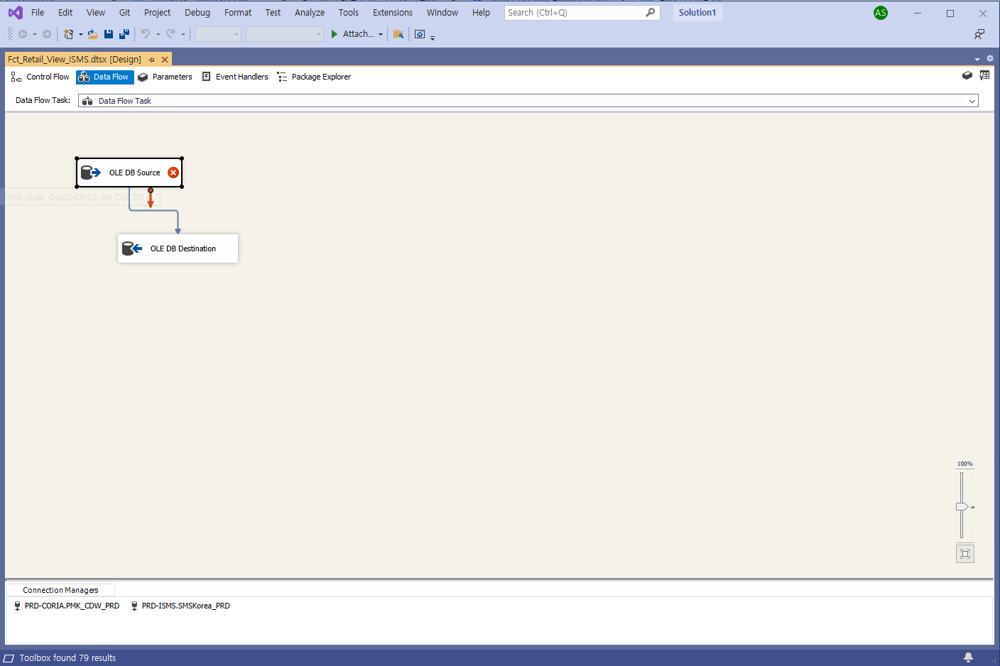 File Edit View Git Project Debug Format Test Analyze Tools Extensions Window Help Search (Ctrl+Q) Solution1 AS
Attach...
Fct_Retail_View_ISMS.dtsx [Design]
Control Flow Data Flow Parameters Event Handlers Package Explorer
Data Flow Task: Data Flow Task
OLE DB Source
Error code: 0x80040E4D. An OLE DB
OLE DB Destination
100%
Connection Managers
PRD-CORIA.PMK_CDW_PRD PRD-ISMS.SMSKorea_PRD
Toolbox found 79 results